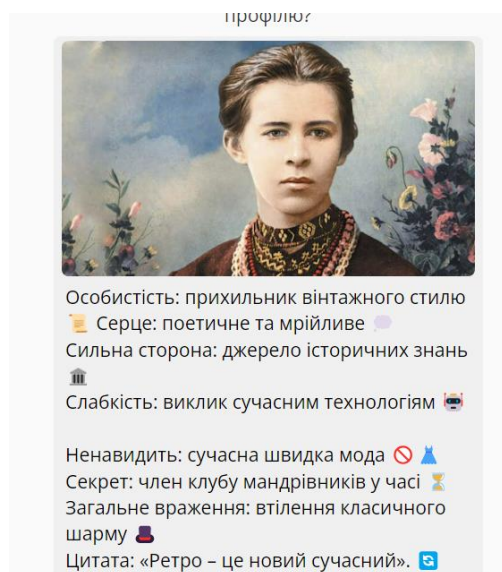 профілю?
Особистість: прихильник вінтажного стилю
📜 Серце: поетичне та мрійливе 💭
Сильна сторона: джерело історичних знань
🏛️
Слабкість: виклик сучасним технологіям 🤖
Ненавидить: сучасна швидка мода 🚫 👗
Секрет: член клубу мандрівників у часі ⏳
Загальне враження: втілення класичного
шарму 🎩
Цитата: «Ретро – це новий сучасний». 🔄